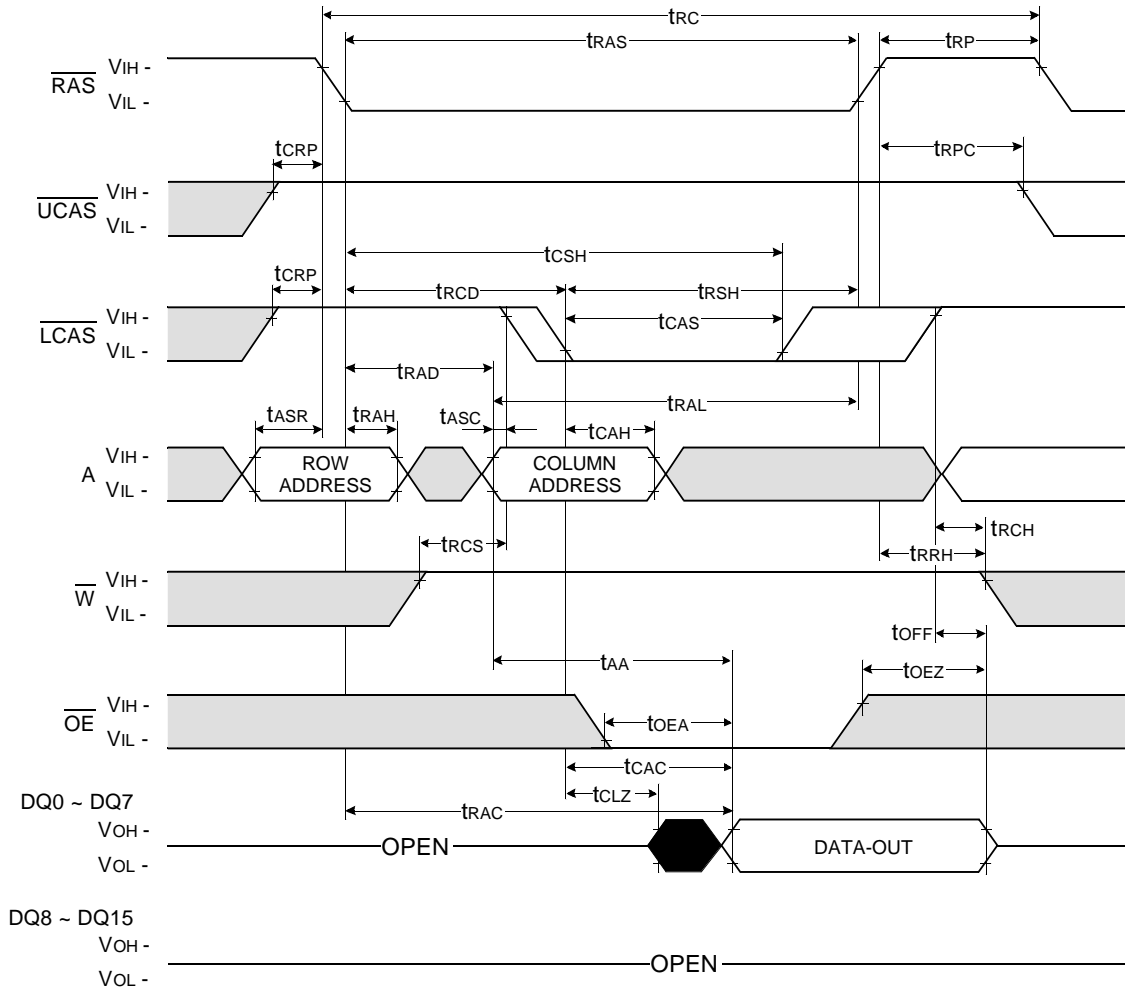 tRC
tRAS
tRP
RAS
VIH -
VIL -
tCRP
tRPC
UCAS
VIH -
VIL -
tCSH
tCRP
tRCD
tRSH
LCAS
VIH -
VIL -
tCAS
tRAD
tRAL
tASR
tRAH
tASC
tCAH
A
VIH -
VIL -
ROW
ADDRESS
COLUMN
ADDRESS
tRCS
tRCH
tRRH
W
VIH -
VIL -
tOFF
tAA
tOEZ
OE
VIH -
VIL -
tOEA
tCAC
tCLZ
tRAC
DQ0 ~ DQ7
VOH -
VOL -
OPEN
DATA-OUT
DQ8 ~ DQ15
VOH -
VOL -
OPEN